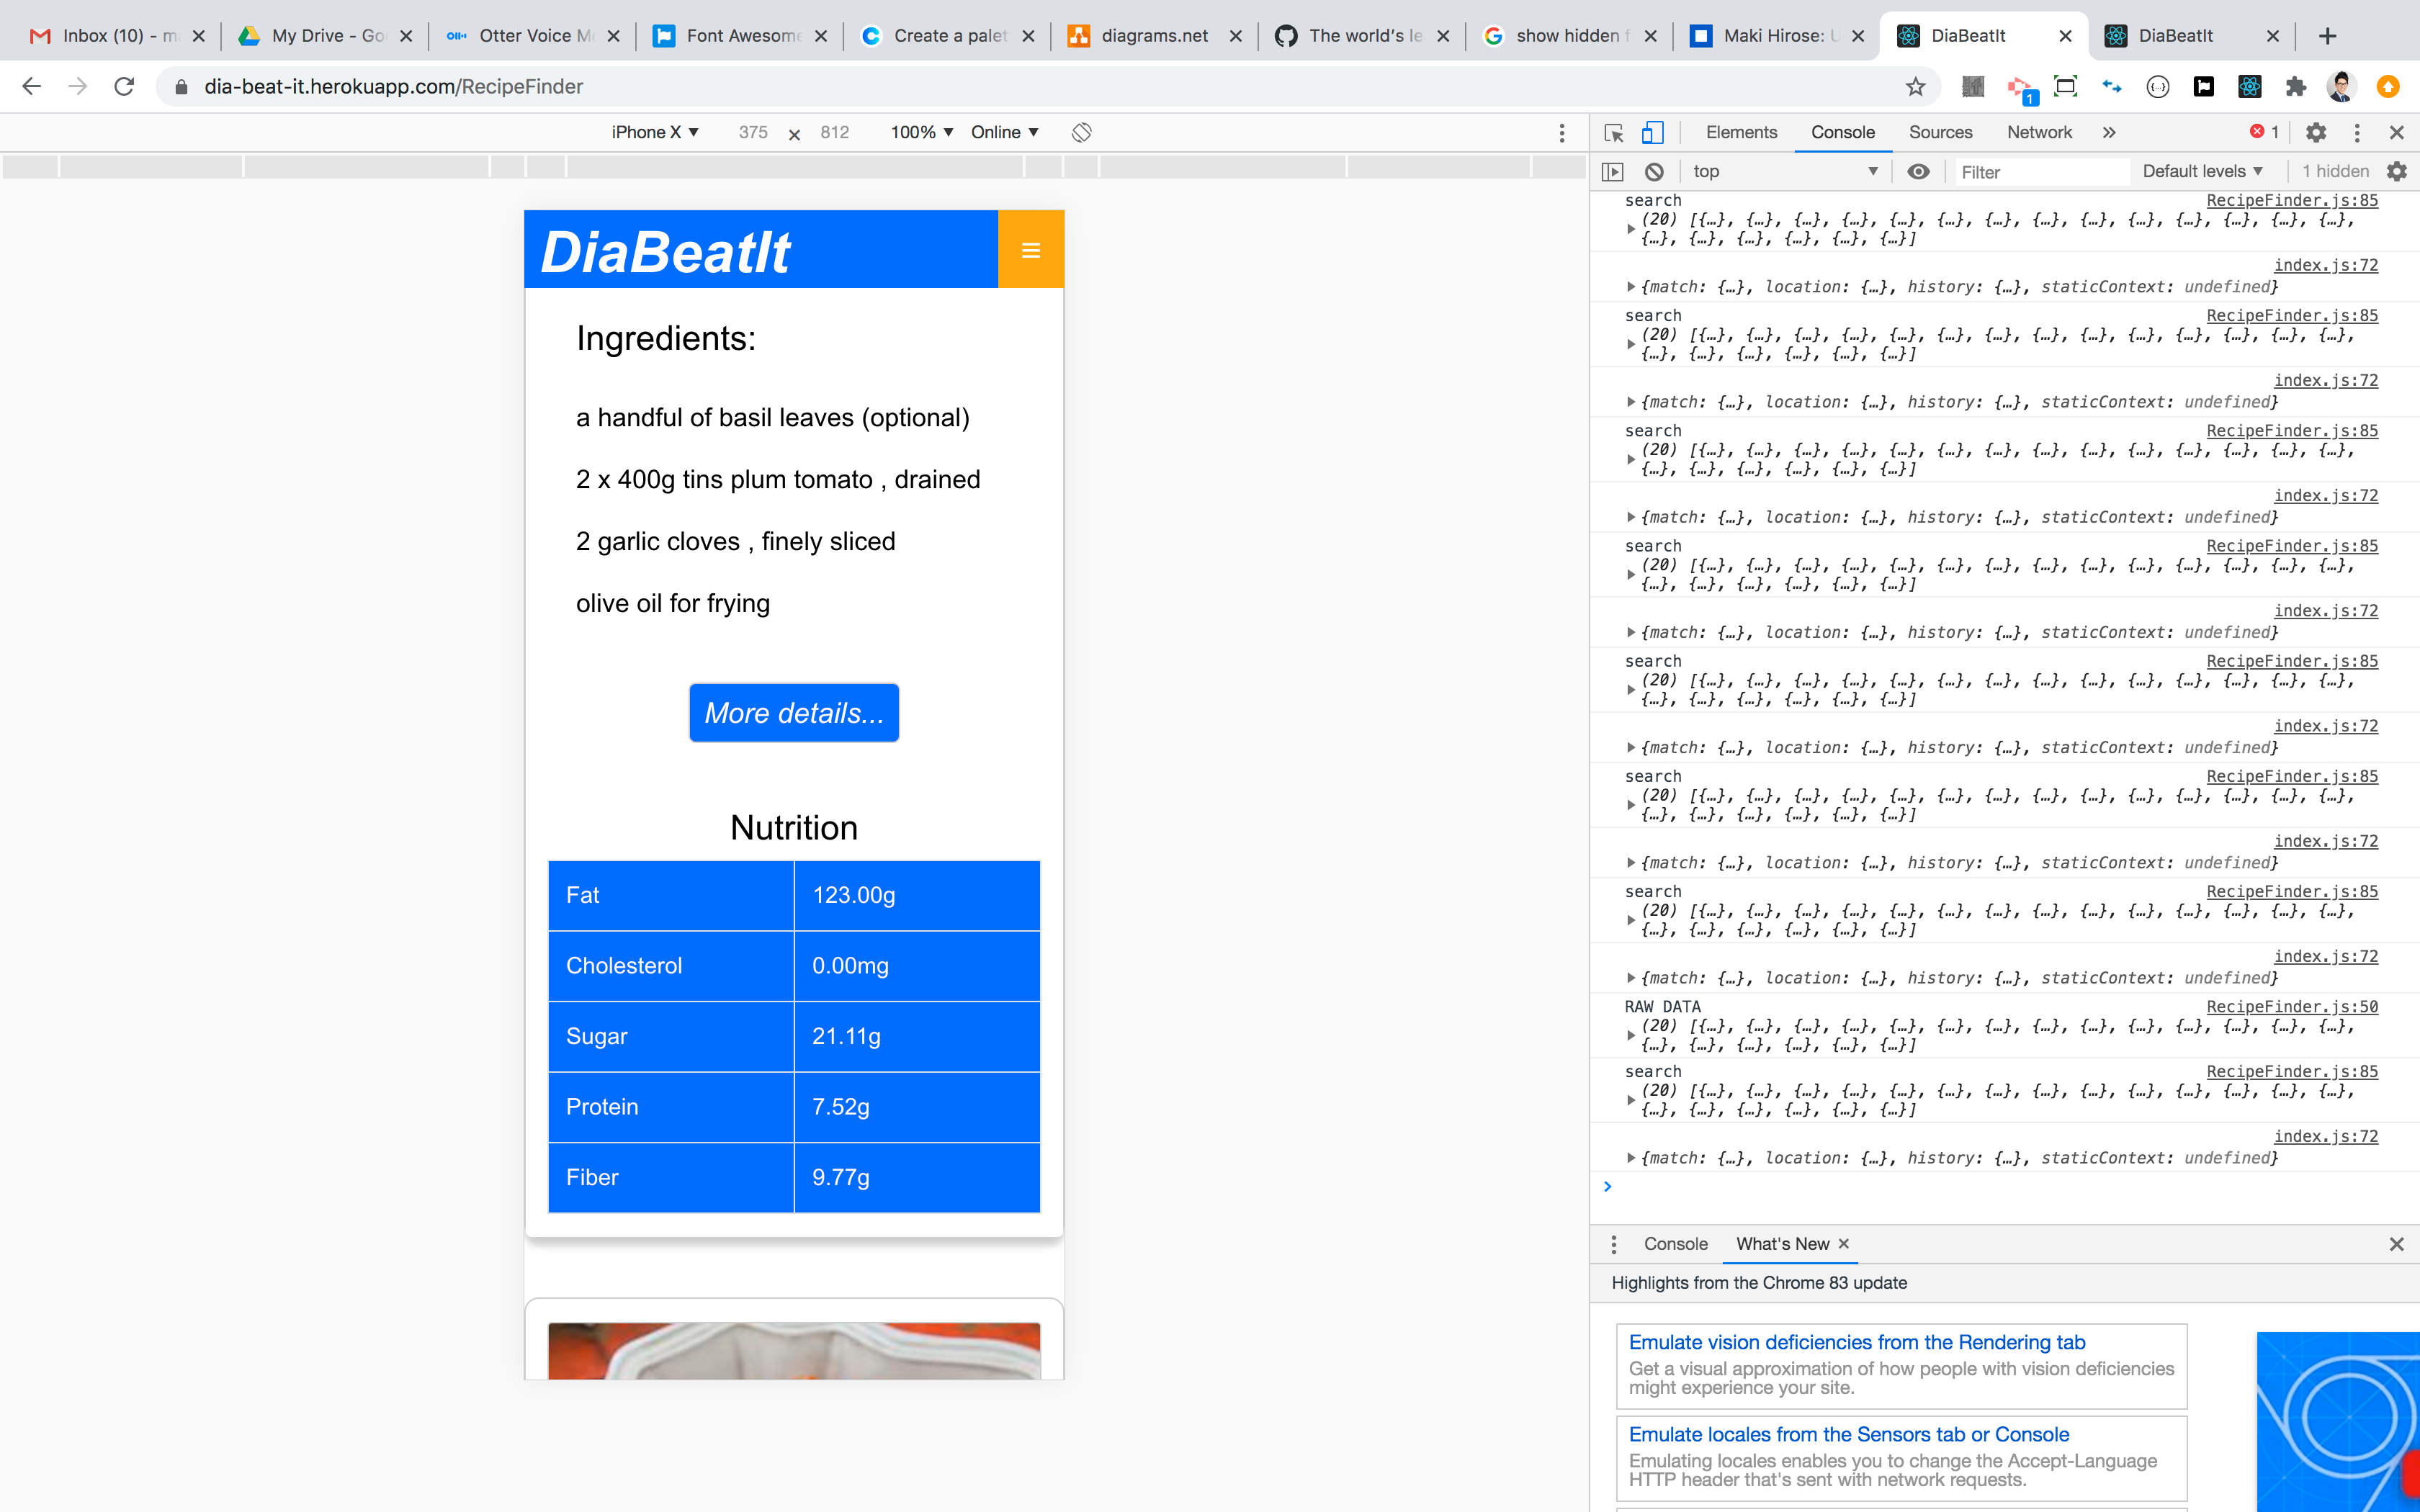 Inbox (10) - m
My Drive - Go
Otter Voice M
Font Awesome
Create a palet
diagrams.net
The world's le
show hidden f
Maki Hirose: U
DiaBeatIt
DiaBeatIt
dia-beat-it.herokuapp.com/RecipeFinder
1
iPhone X ▼ 375 × 812 100% ▼ Online ▼
DiaBeatIt
Ingredients:
a handful of basil leaves (optional)
2 x 400g tins plum tomato , drained
2 garlic cloves , finely sliced
olive oil for frying
More details...
Nutrition
Fat 123.00g
Cholesterol 0.00mg
Sugar 21.11g
Protein 7.52g
Fiber 9.77g
Elements Console Sources Network » 1
top ▼ Filter Default levels ▼ 1 hidden
search RecipeFinder.js:85
(20) [{…}, {…}, {…}, {…}, {…}, {…}, {…}, {…}, {…}, {…}, {…}, {…}, {…}, {…},
{…}, {…}, {…}, {…}, {…}, {…}]
index.js:72
{match: {…}, location: {…}, history: {…}, staticContext: undefined}
search RecipeFinder.js:85
(20) [{…}, {…}, {…}, {…}, {…}, {…}, {…}, {…}, {…}, {…}, {…}, {…}, {…}, {…},
{…}, {…}, {…}, {…}, {…}, {…}]
index.js:72
{match: {…}, location: {…}, history: {…}, staticContext: undefined}
search RecipeFinder.js:85
(20) [{…}, {…}, {…}, {…}, {…}, {…}, {…}, {…}, {…}, {…}, {…}, {…}, {…}, {…},
{…}, {…}, {…}, {…}, {…}, {…}]
index.js:72
{match: {…}, location: {…}, history: {…}, staticContext: undefined}
search RecipeFinder.js:85
(20) [{…}, {…}, {…}, {…}, {…}, {…}, {…}, {…}, {…}, {…}, {…}, {…}, {…}, {…},
{…}, {…}, {…}, {…}, {…}, {…}]
index.js:72
{match: {…}, location: {…}, history: {…}, staticContext: undefined}
search RecipeFinder.js:85
(20) [{…}, {…}, {…}, {…}, {…}, {…}, {…}, {…}, {…}, {…}, {…}, {…}, {…}, {…},
{…}, {…}, {…}, {…}, {…}, {…}]
index.js:72
{match: {…}, location: {…}, history: {…}, staticContext: undefined}
search RecipeFinder.js:85
(20) [{…}, {…}, {…}, {…}, {…}, {…}, {…}, {…}, {…}, {…}, {…}, {…}, {…}, {…},
{…}, {…}, {…}, {…}, {…}, {…}]
index.js:72
{match: {…}, location: {…}, history: {…}, staticContext: undefined}
search RecipeFinder.js:85
(20) [{…}, {…}, {…}, {…}, {…}, {…}, {…}, {…}, {…}, {…}, {…}, {…}, {…}, {…},
{…}, {…}, {…}, {…}, {…}, {…}]
index.js:72
{match: {…}, location: {…}, history: {…}, staticContext: undefined}
RAW DATA RecipeFinder.js:50
(20) [{…}, {…}, {…}, {…}, {…}, {…}, {…}, {…}, {…}, {…}, {…}, {…}, {…}, {…},
{…}, {…}, {…}, {…}, {…}, {…}]
search RecipeFinder.js:85
(20) [{…}, {…}, {…}, {…}, {…}, {…}, {…}, {…}, {…}, {…}, {…}, {…}, {…}, {…},
{…}, {…}, {…}, {…}, {…}, {…}]
index.js:72
{match: {…}, location: {…}, history: {…}, staticContext: undefined}
Console What's New
Highlights from the Chrome 83 update
Emulate vision deficiencies from the Rendering tab
Get a visual approximation of how people with vision deficiencies
might experience your site.
Emulate locales from the Sensors tab or Console
Emulating locales enables you to change the Accept-Language
HTTP header that's sent with network requests.